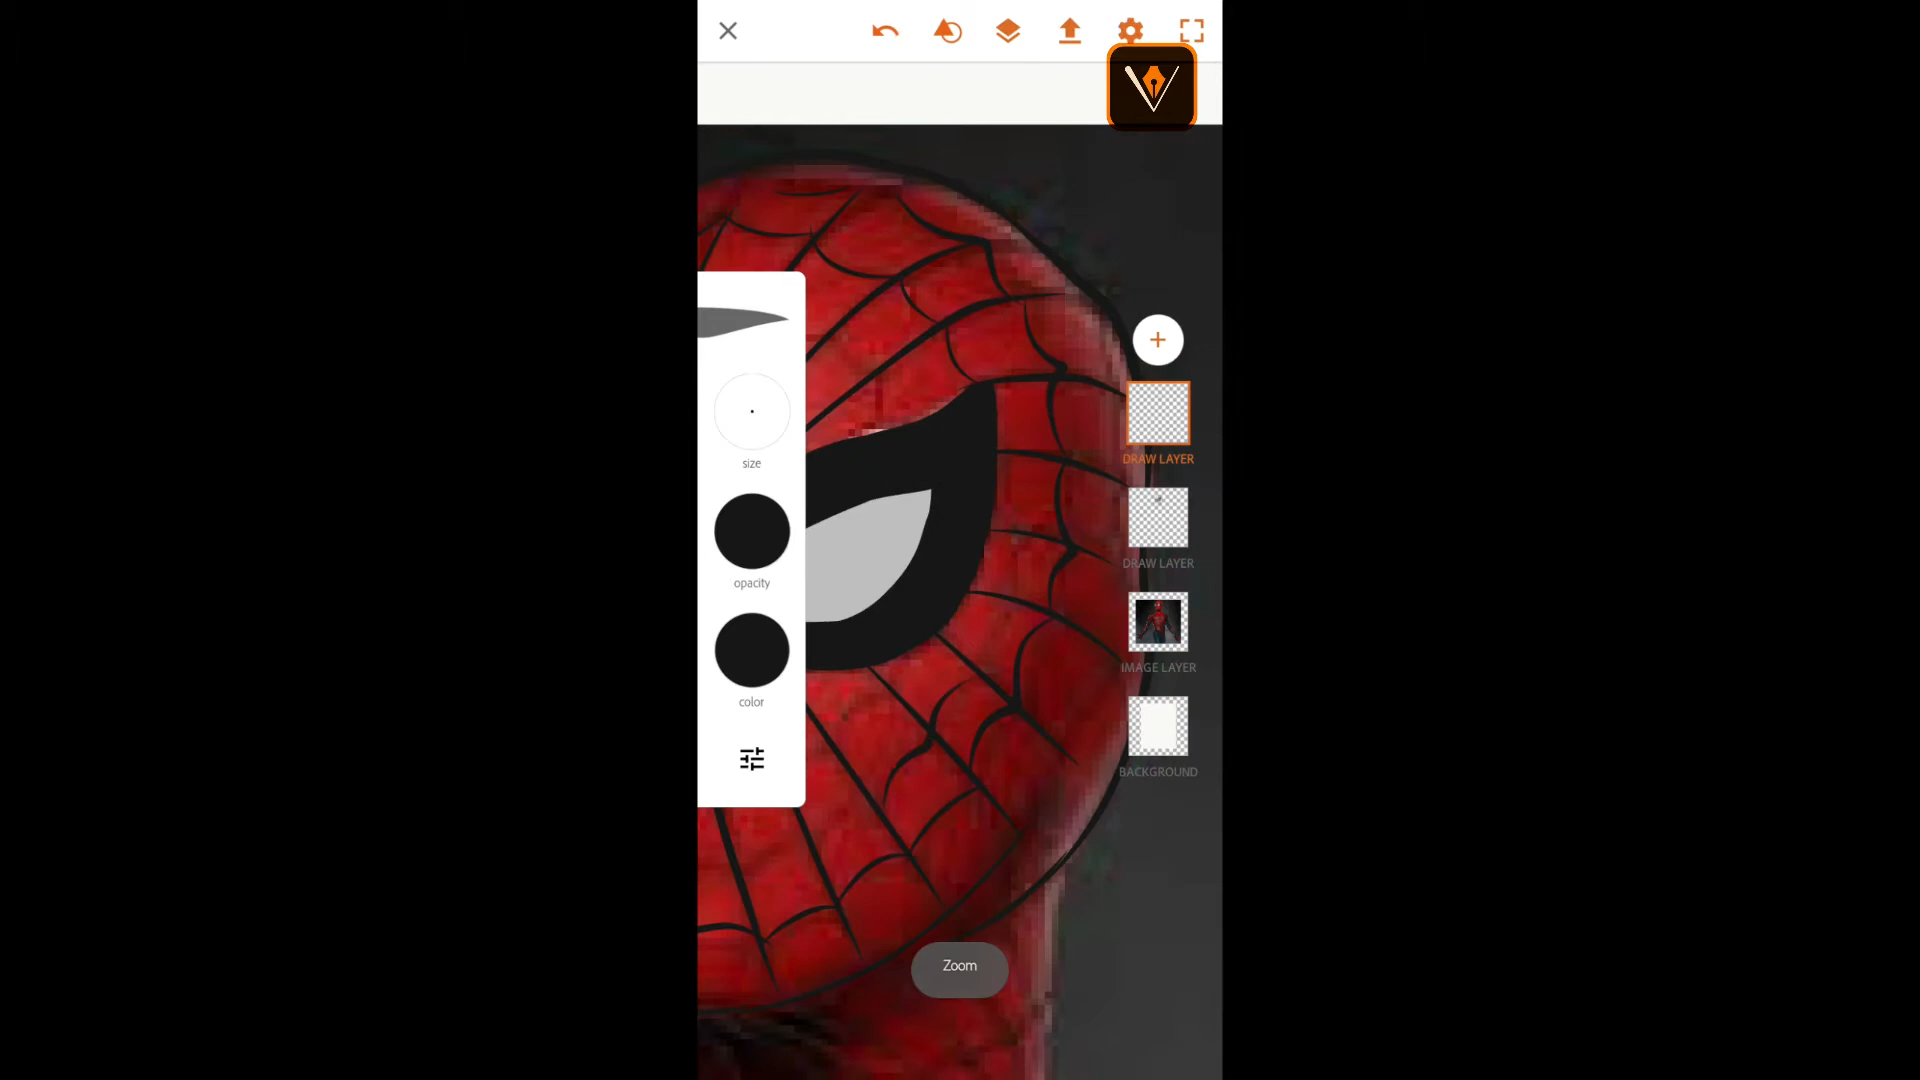 size
opacity
color
DRAW LAYER
DRAW LAYER
IMAGE LAYER
BACKGROUND
Zoom